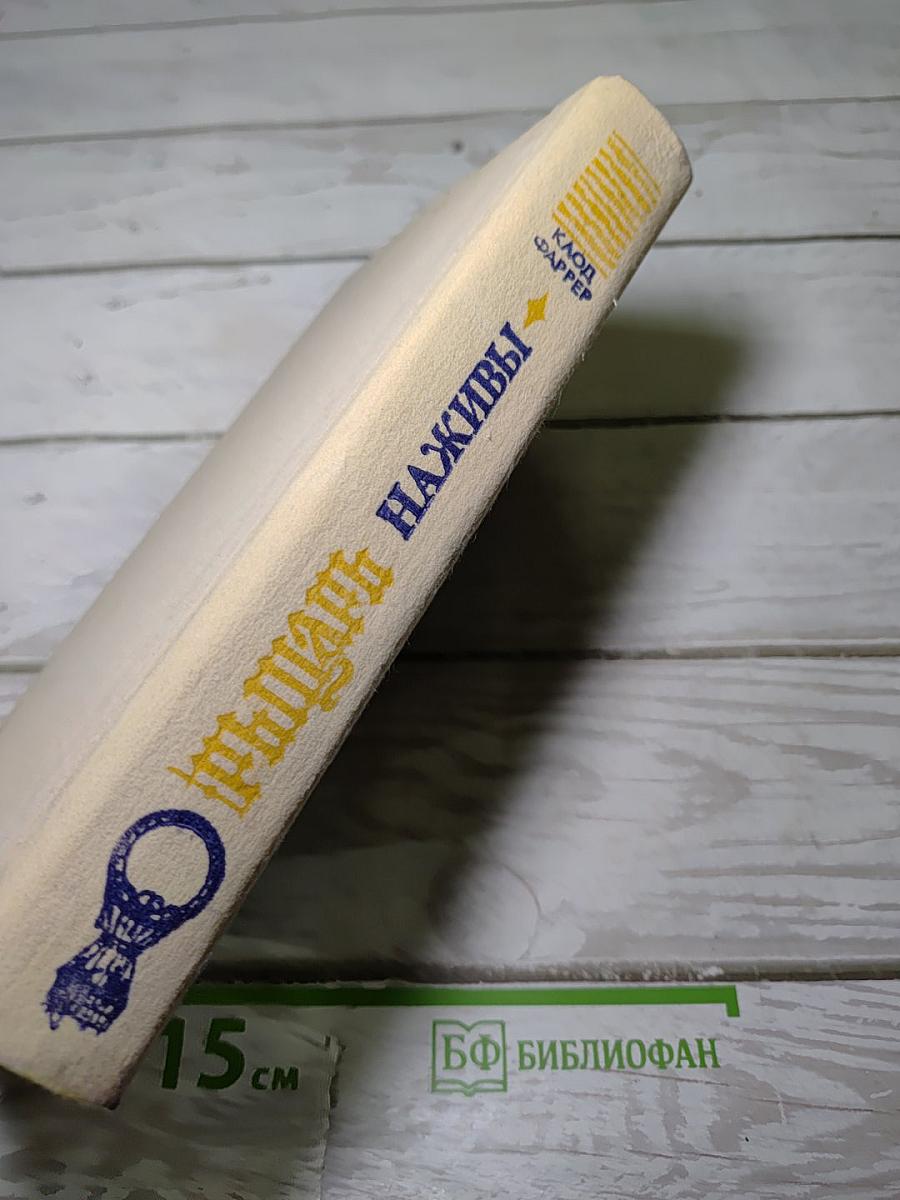 КЛОД
ФАРРЕР
РЫЦАРЬ
НАЖИВЫ
15 см
БФ БИБЛИОФАН